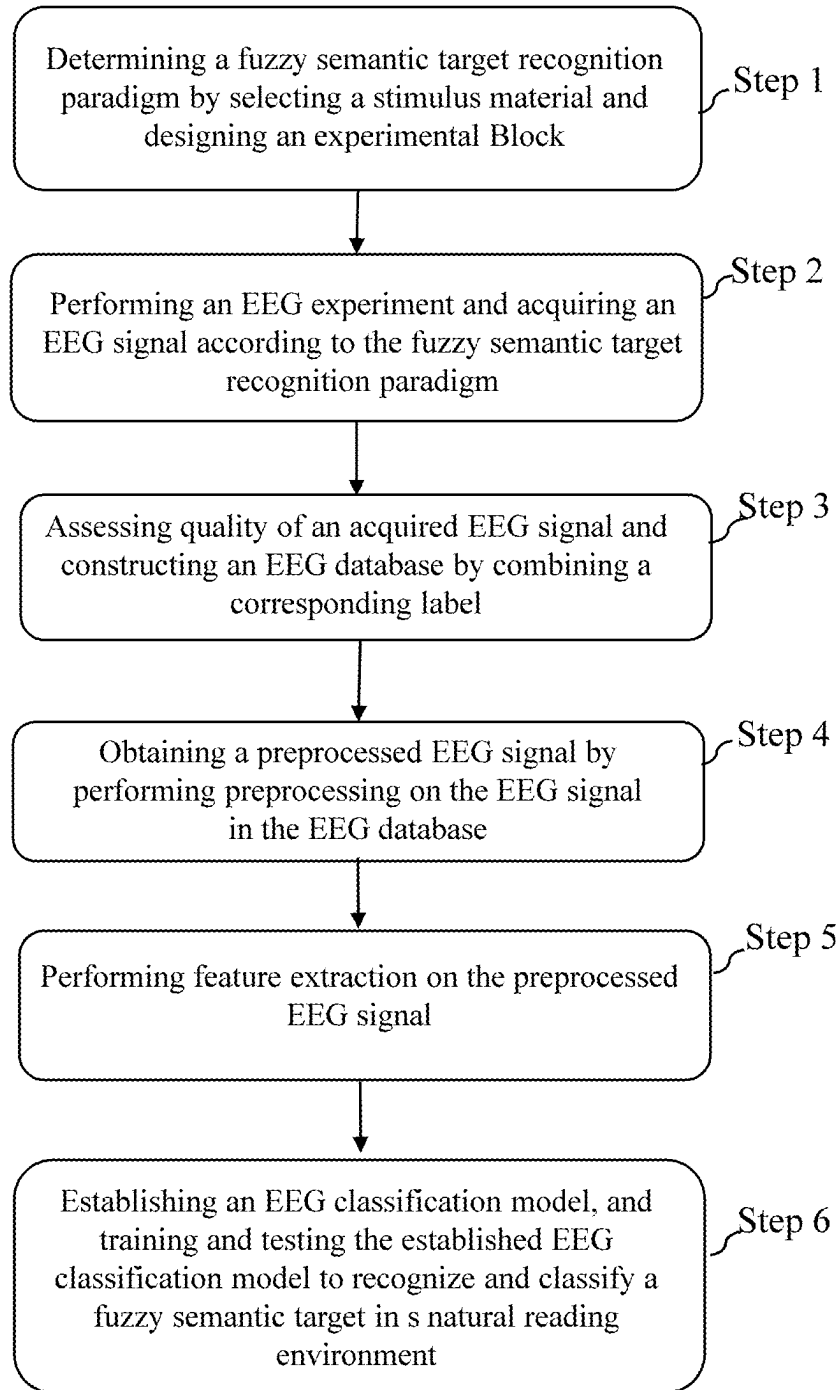 Determining a fuzzy semantic target recognition
paradigm by selecting a stimulus material and
designing an experimental Block
Step 1
Performing an EEG experiment and acquiring an
EEG signal according to the fuzzy semantic target
recognition paradigm
Step 2
Assessing quality of an acquired EEG signal and
constructing an EEG database by combining a
corresponding label
Step 3
Obtaining a preprocessed EEG signal by
performing preprocessing on the EEG signal
in the EEG database
Step 4
Performing feature extraction on the preprocessed
EEG signal
Step 5
Establishing an EEG classification model, and
training and testing the established EEG
classification model to recognize and classify a
fuzzy semantic target in s natural reading
environment
Step 6